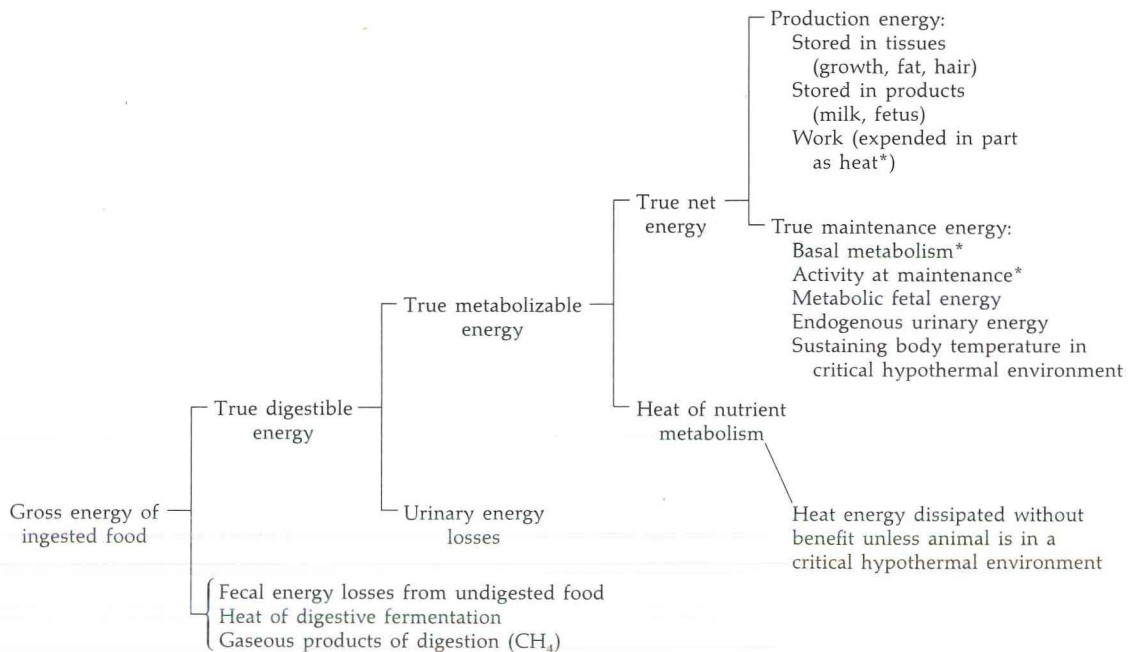 Production energy:
Stored in tissues
(growth, fat, hair)
Stored in products
(milk, fetus)
Work (expended in part
as heat*)
True net
energy
True maintenance energy:
Basal metabolism*
Activity at maintenance*
Metabolic fetal energy
Endogenous urinary energy
Sustaining body temperature in
critical hypothermal environment
True metabolizable
energy
Heat of nutrient
metabolism
Heat energy dissipated without
benefit unless animal is in a
critical hypothermal environment
True digestible
energy
Urinary energy
losses
Gross energy of
ingested food
Fecal energy losses from undigested food
Heat of digestive fermentation
Gaseous products of digestion (CH₄)